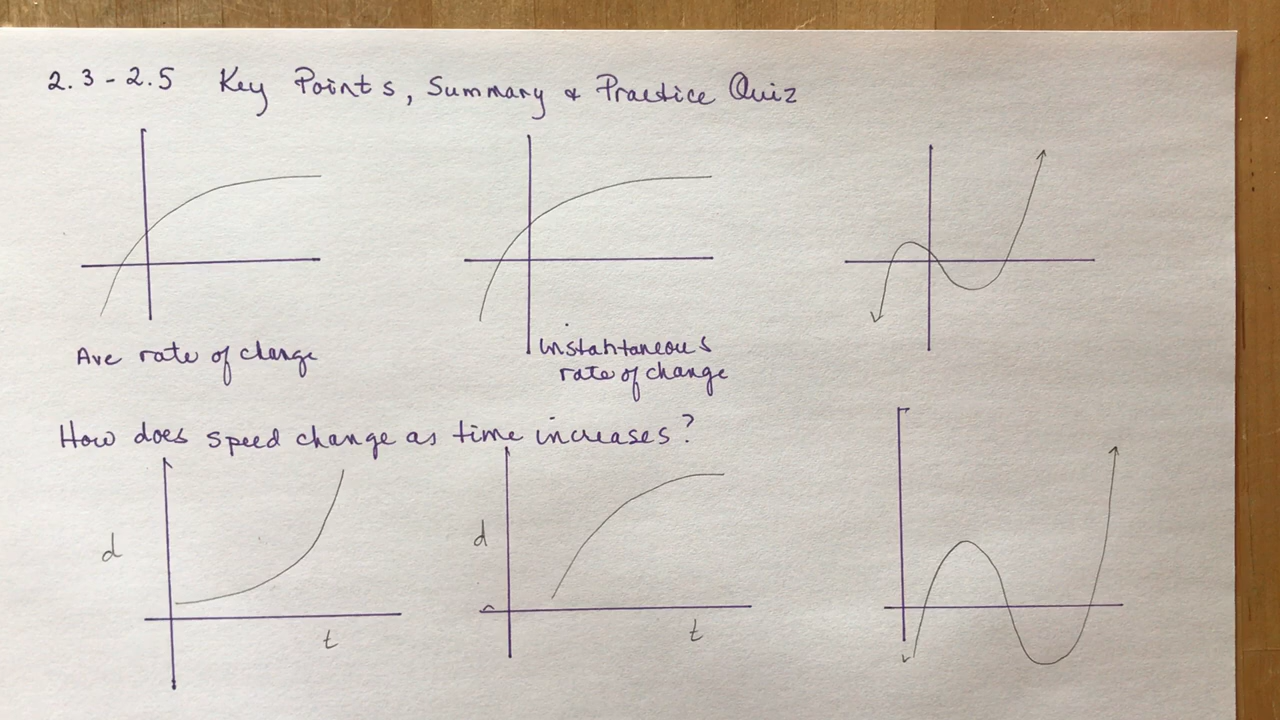 2.3-2.5 Key Points, Summary & Practice Quiz
Ave rate of change
instantaneous
rate of change
How does speed change as time increases?
d
t
d
t